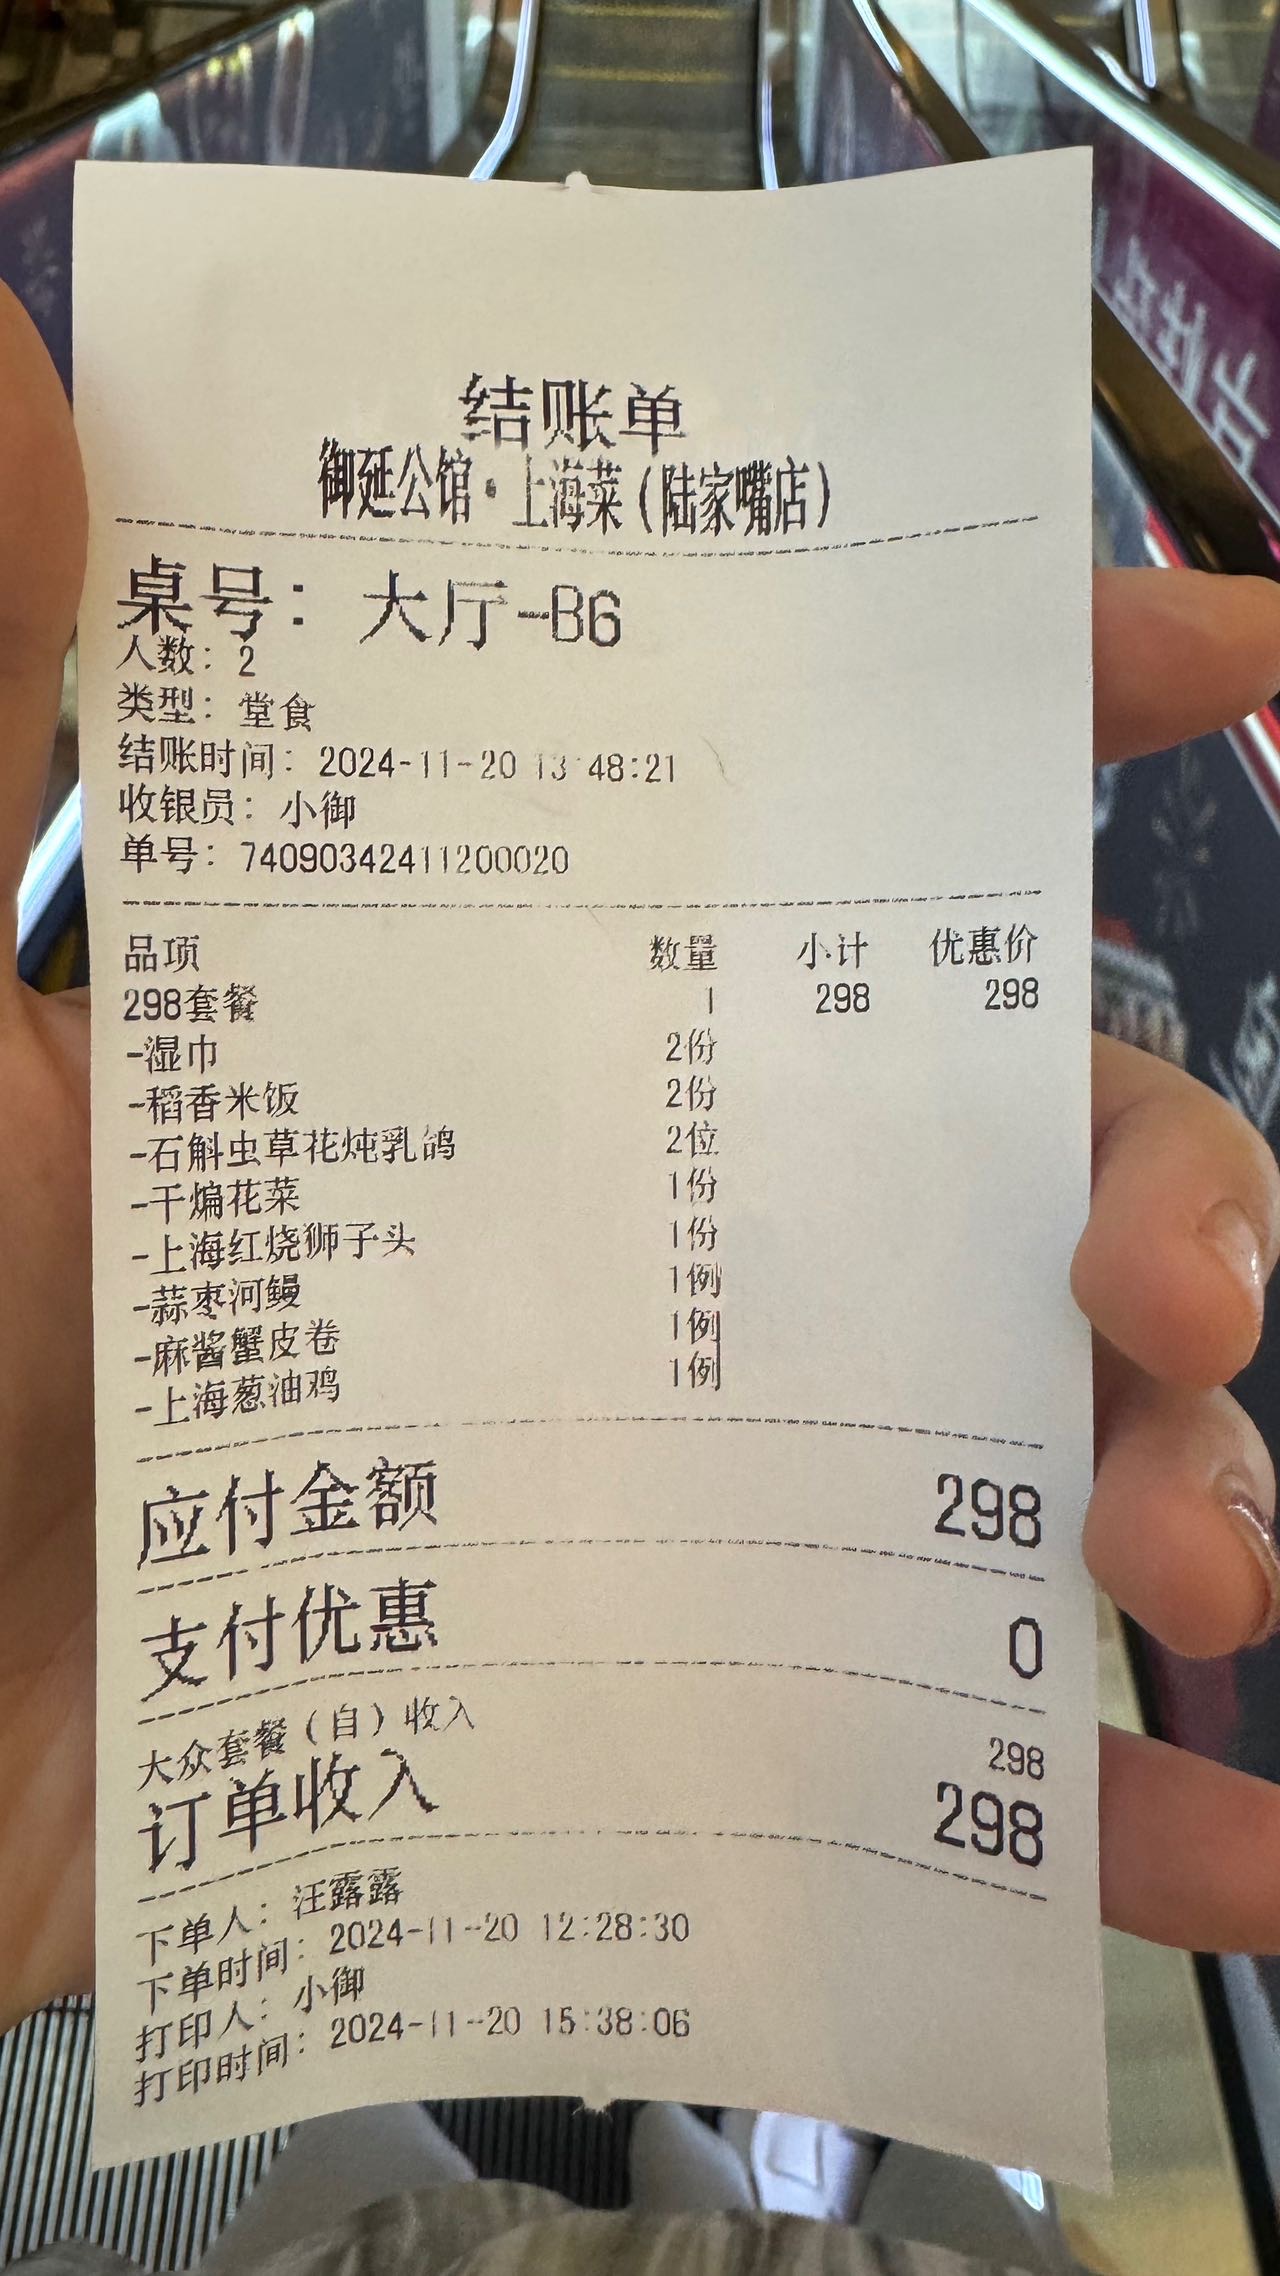 结账单
御延公馆·上海菜(陆家嘴店)
桌号: 大厅-B6
人数: 2
类型: 堂食
结账时间: 2024-11-20 13:48:21
收银员: 小御
单号: 74090342411200020
品项 数量 小计 优惠价
298套餐 1 298 298
-湿巾 2份
-稻香米饭 2份
-石斛虫草花炖乳鸽 2位
-干煸花菜 1份
-上海红烧狮子头 1份
-蒜枣河鳗 1例
-麻酱蟹皮卷 1例
-上海葱油鸡 1例
应付金额 298
支付优惠 0
大众套餐(自)收入 298
订单收入 298
下单人: 汪露露
下单时间: 2024-11-20 12:28:30
打印人: 小御
打印时间: 2024-11-20 15:38:06